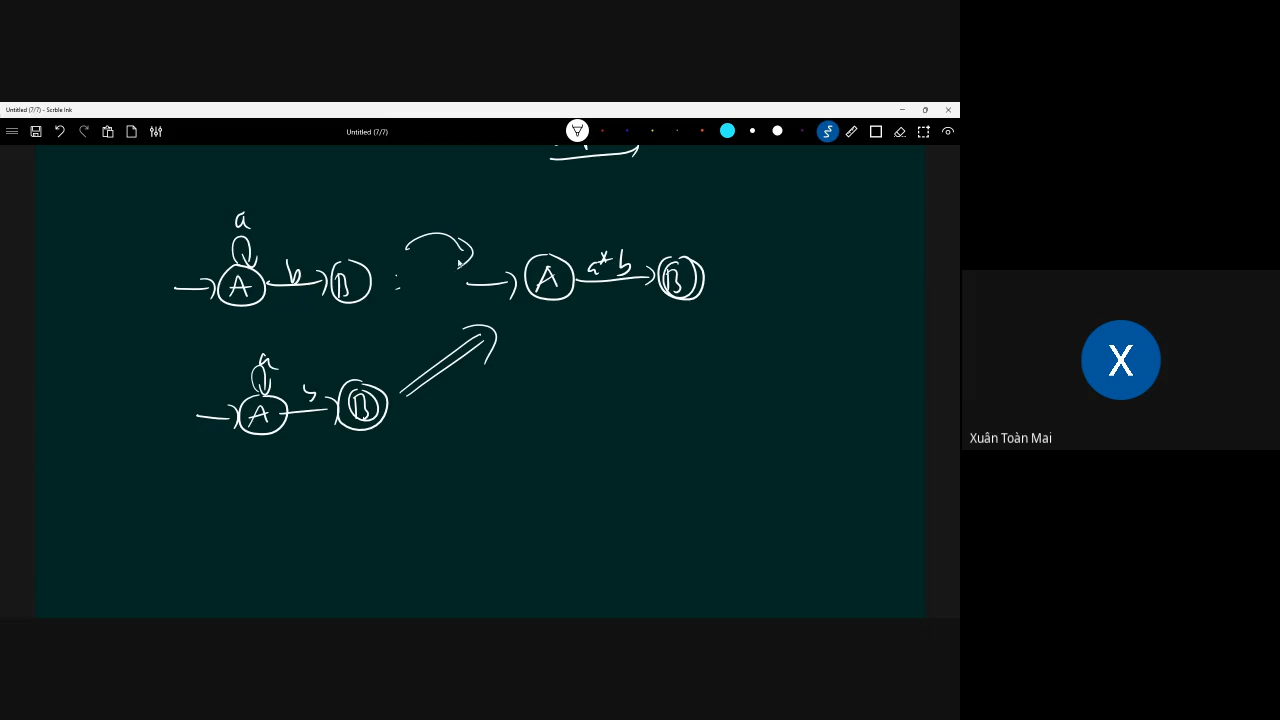 Untitled (7/7) - Scrble Ink
Untitled (7/7)
a
A b B : A a* b B
a
A b B
X
Xuân Toàn Mai